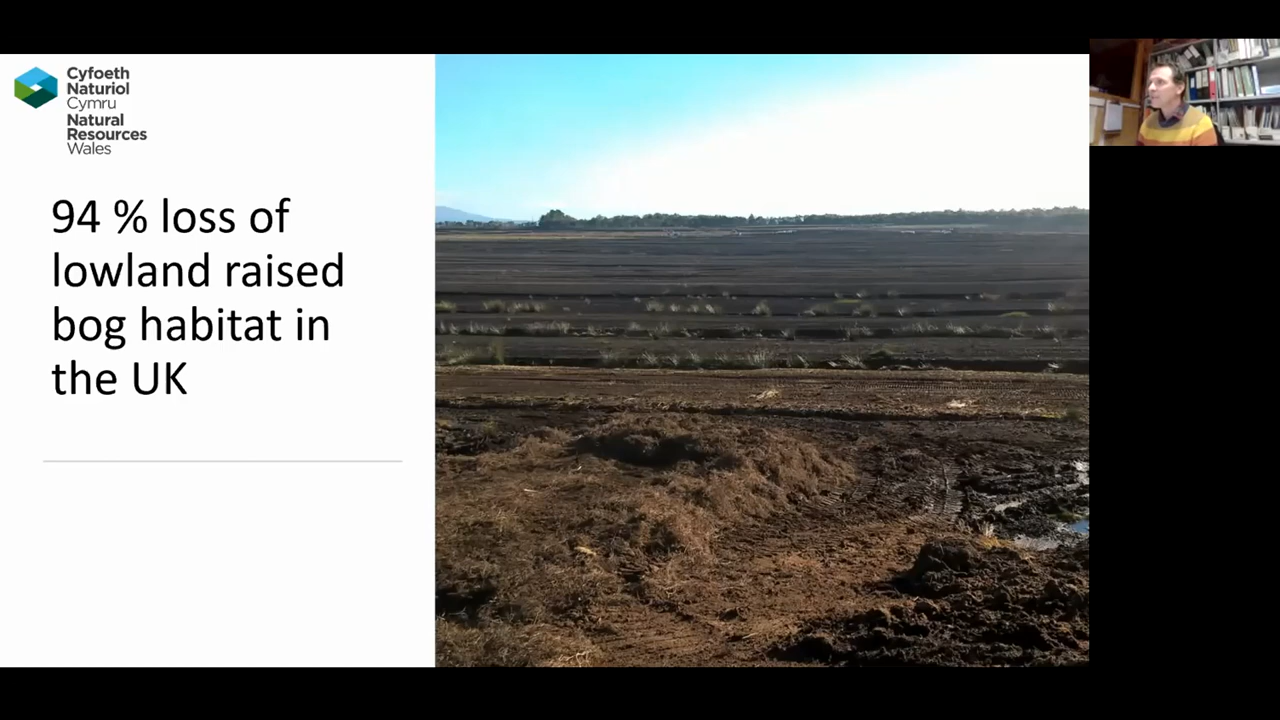 Cyfoeth
Naturiol
Cymru
Natural
Resources
Wales
94 % loss of
lowland raised
bog habitat in
the UK